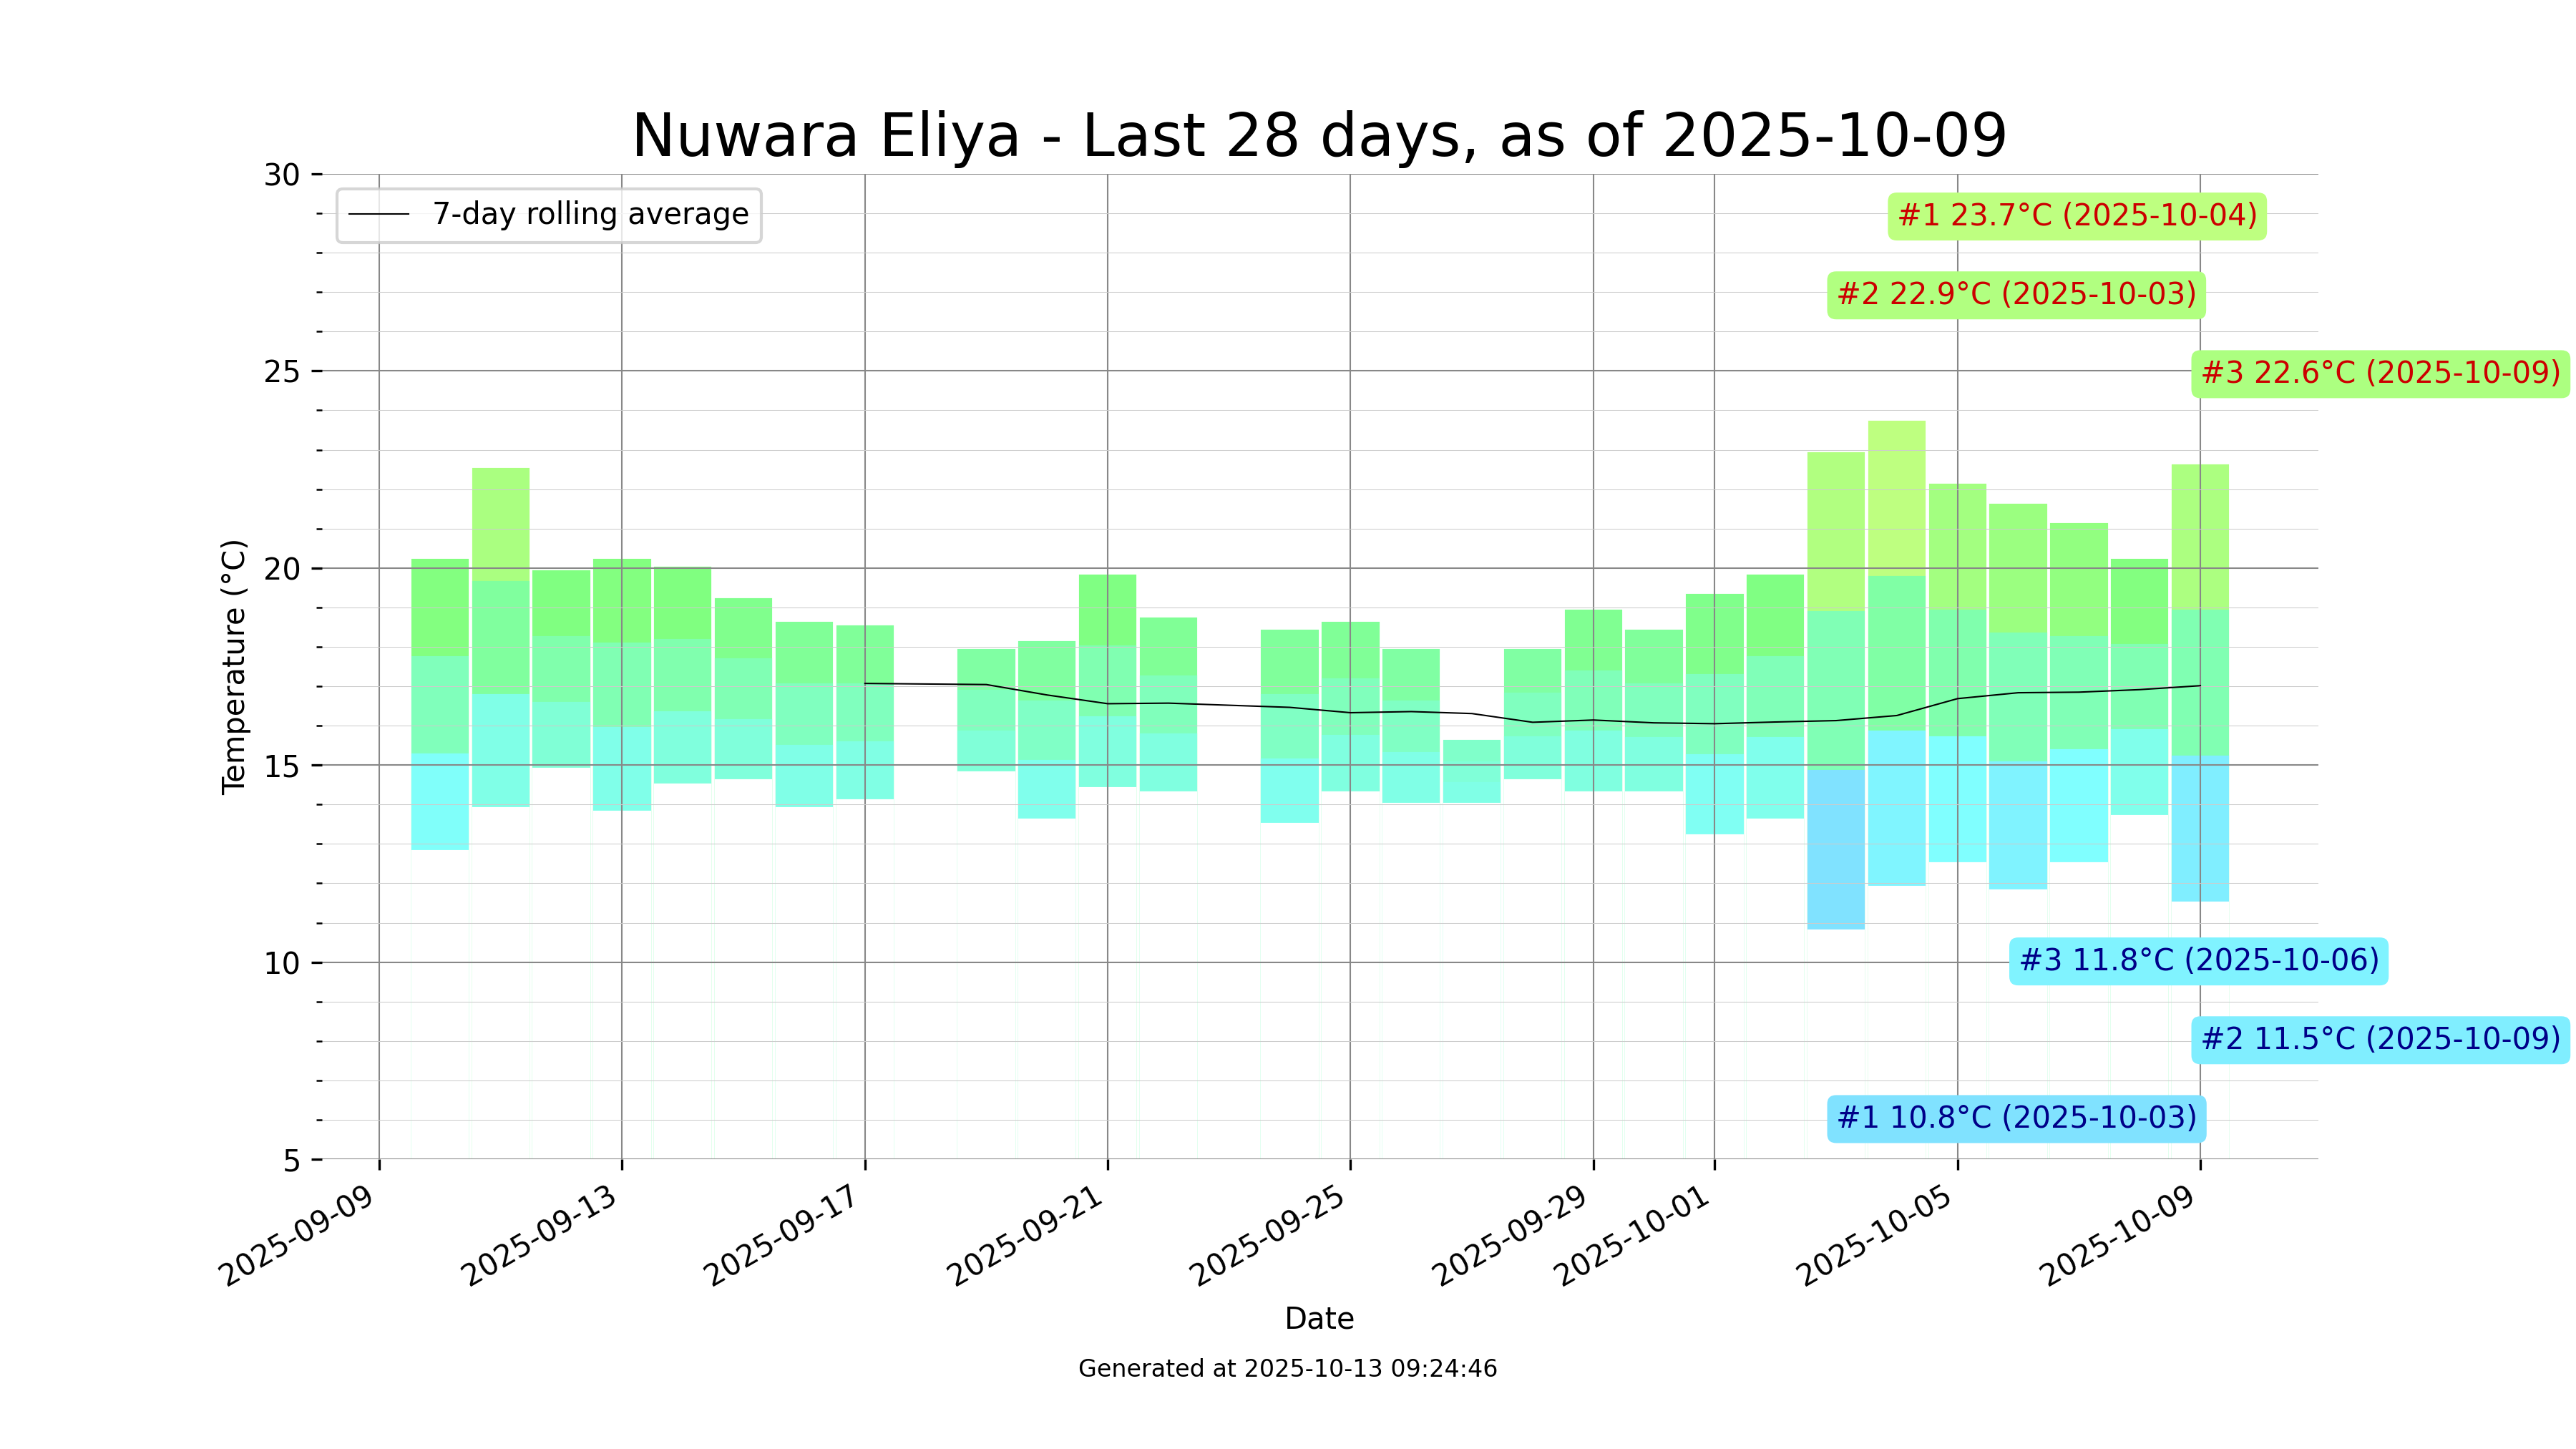 Nuwara Eliya - Last 28 days, as of 2025-10-09
30
7-day rolling average
#1 23.7°C (2025-10-04)
#2 22.9°C (2025-10-03)
25
#3 22.6°C (2025-10-09)
20
Temperature (°C)
15
10
#3 11.8°C (2025-10-06)
#2 11.5°C (2025-10-09)
#1 10.8°C (2025-10-03)
5
2025-09-09
2025-09-13
2025-09-17
2025-09-21
2025-09-25
2025-09-29
2025-10-01
2025-10-05
2025-10-09
Date
Generated at 2025-10-13 09:24:46